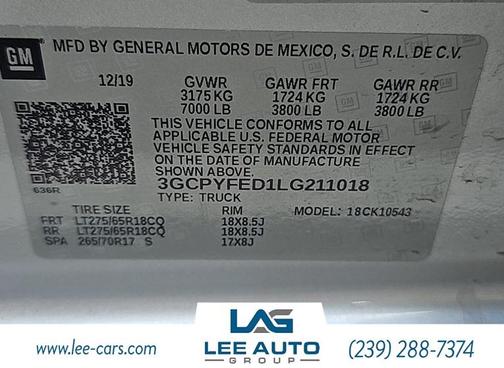 GM
MFD BY GENERAL MOTORS DE MEXICO, S. DE R.L. DE C.V.
12/19 GVWR GAWR FRT GAWR RR
3175 KG 1724 KG 1724 KG
7000 LB 3800 LB 3800 LB
THIS VEHICLE CONFORMS TO ALL
APPLICABLE U.S. FEDERAL MOTOR
VEHICLE SAFETY STANDARDS IN EFFECT
ON THE DATE OF MANUFACTURE
SHOWN ABOVE.
636R
3GCPYFED1LG211018
TYPE: TRUCK
TIRE SIZE RIM MODEL: 18CK10543
FRT LT275/65R18CQ 18X8.5J
RR LT275/65R18CQ 18X8.5J
SPA 265/70R17 S 17X8J
www.lee-cars.com
LAG
LEE AUTO
GROUP
(239) 288-7374